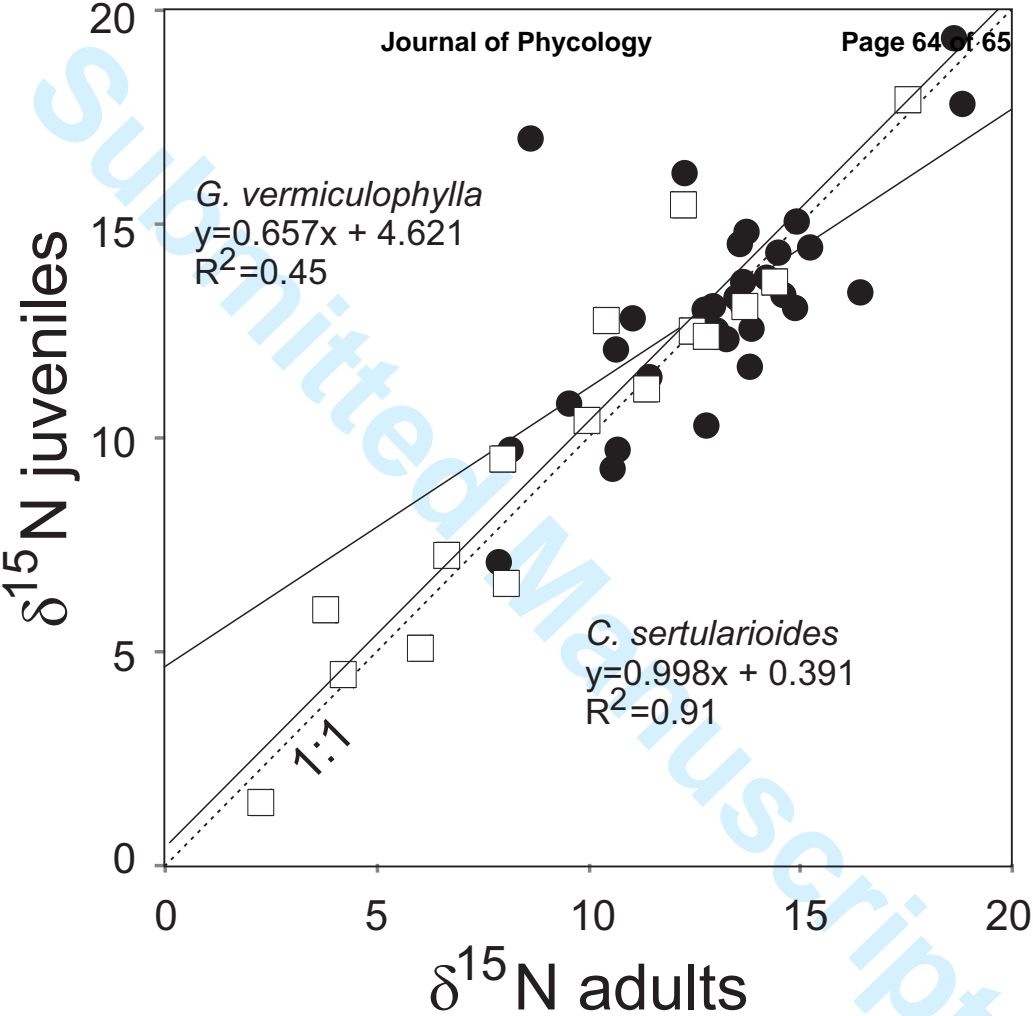 Journal of Phycology
Page 64 of 65
Submitted Manuscript
20
15
10
5
0
G. vermiculophylla
y=0.657x + 4.621
R²=0.45
δ¹⁵N juveniles
C. sertularioides
y=0.998x + 0.391
R²=0.91
1:1
0 5 10 15 20
δ¹⁵N adults